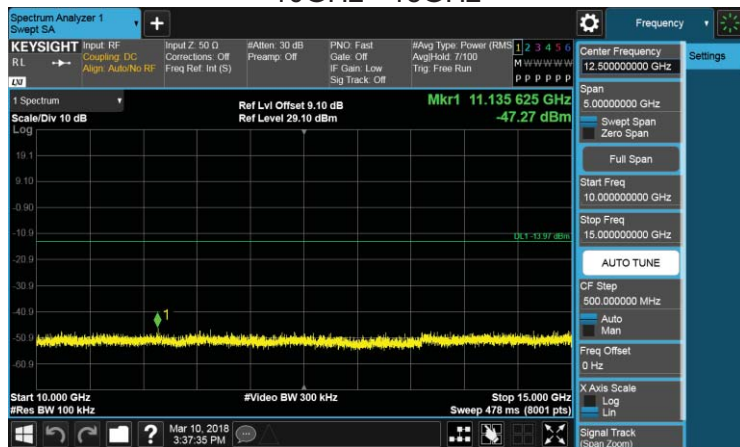 Spectrum Analyzer 1
Swept SA
Frequency
KEYSIGHT
RL
LXI
Input: RF
Coupling: DC
Align: Auto/No RF
Input Z: 50 Ω
Corrections: Off
Freq Ref: Int (S)
#Atten: 30 dB
Preamp: Off
PNO: Fast
Gate: Off
IF Gain: Low
Sig Track: Off
#Avg Type: Power (RMS
Avg|Hold: 7/100
Trig: Free Run
1 2 3 4 5 6
M W W W W W
P P P P P P
1 Spectrum
Scale/Div 10 dB
Log
Ref Lvl Offset 9.10 dB
Ref Level 29.10 dBm
Mkr1 11.135 625 GHz
-47.27 dBm
19.1
9.10
-0.90
-10.9
DL1 -13.97 dBm
-20.9
-30.9
-40.9
1
-50.9
-60.9
Start 10.000 GHz
#Res BW 100 kHz
#Video BW 300 kHz
Stop 15.000 GHz
Sweep 478 ms (8001 pts)
?
Mar 10, 2018
3:37:35 PM
Center Frequency
12.500000000 GHz
Span
5.00000000 GHz
Swept Span
Zero Span
Full Span
Start Freq
10.000000000 GHz
Stop Freq
15.000000000 GHz
AUTO TUNE
CF Step
500.000000 MHz
Auto
Man
Freq Offset
0 Hz
X Axis Scale
Log
Lin
Signal Track
(Span Zoom)
Settings